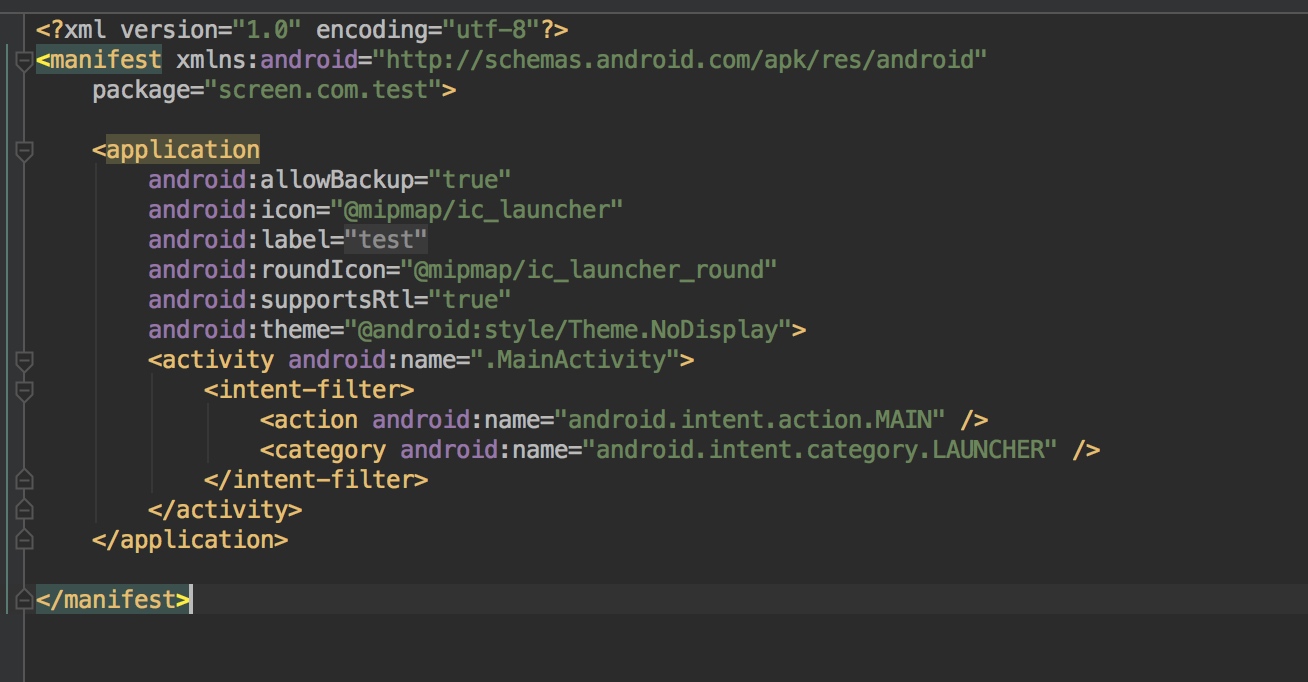 <?xml version="1.0" encoding="utf-8"?>
<manifest xmlns:android="http://schemas.android.com/apk/res/android"
package="screen.com.test">
<application
android:allowBackup="true"
android:icon="@mipmap/ic_launcher"
android:label="test"
android:roundIcon="@mipmap/ic_launcher_round"
android:supportsRtl="true"
android:theme="@android:style/Theme.NoDisplay">
<activity android:name=".MainActivity">
<intent-filter>
<action android:name="android.intent.action.MAIN" />
<category android:name="android.intent.category.LAUNCHER" />
</intent-filter>
</activity>
</application>
</manifest>